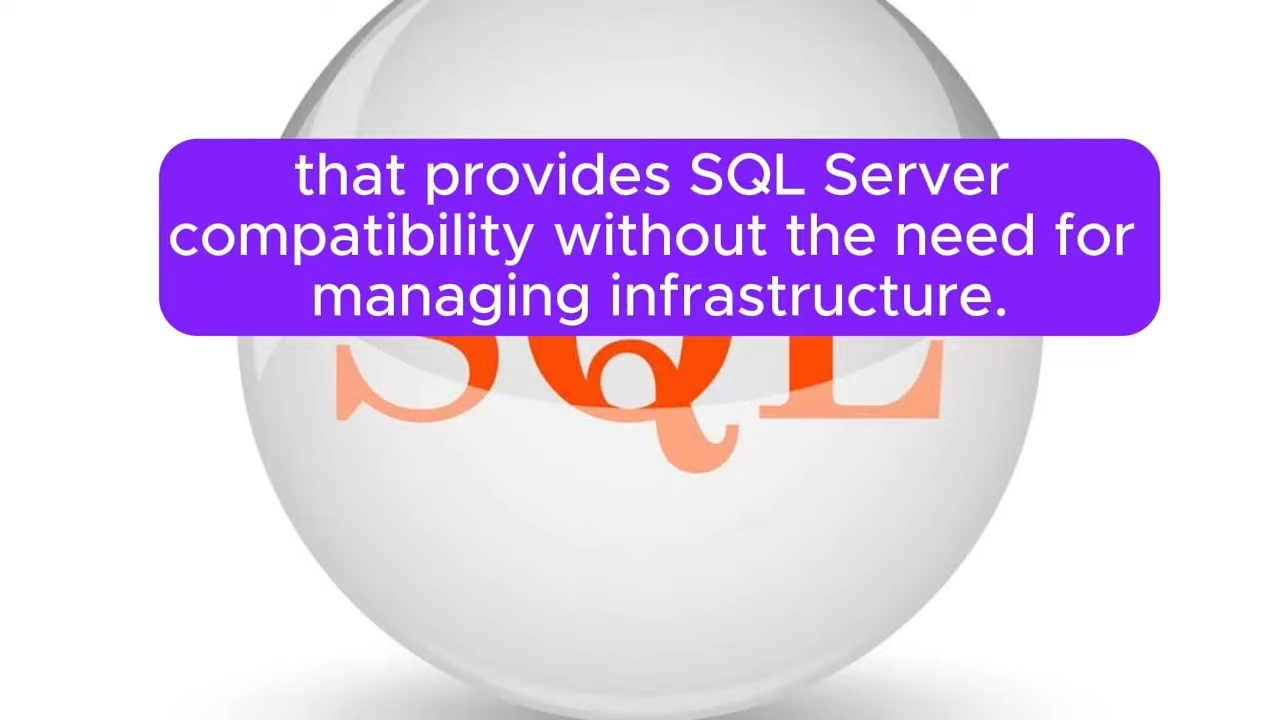 that provides SQL Server
compatibility without the need for
managing infrastructure.
SQL